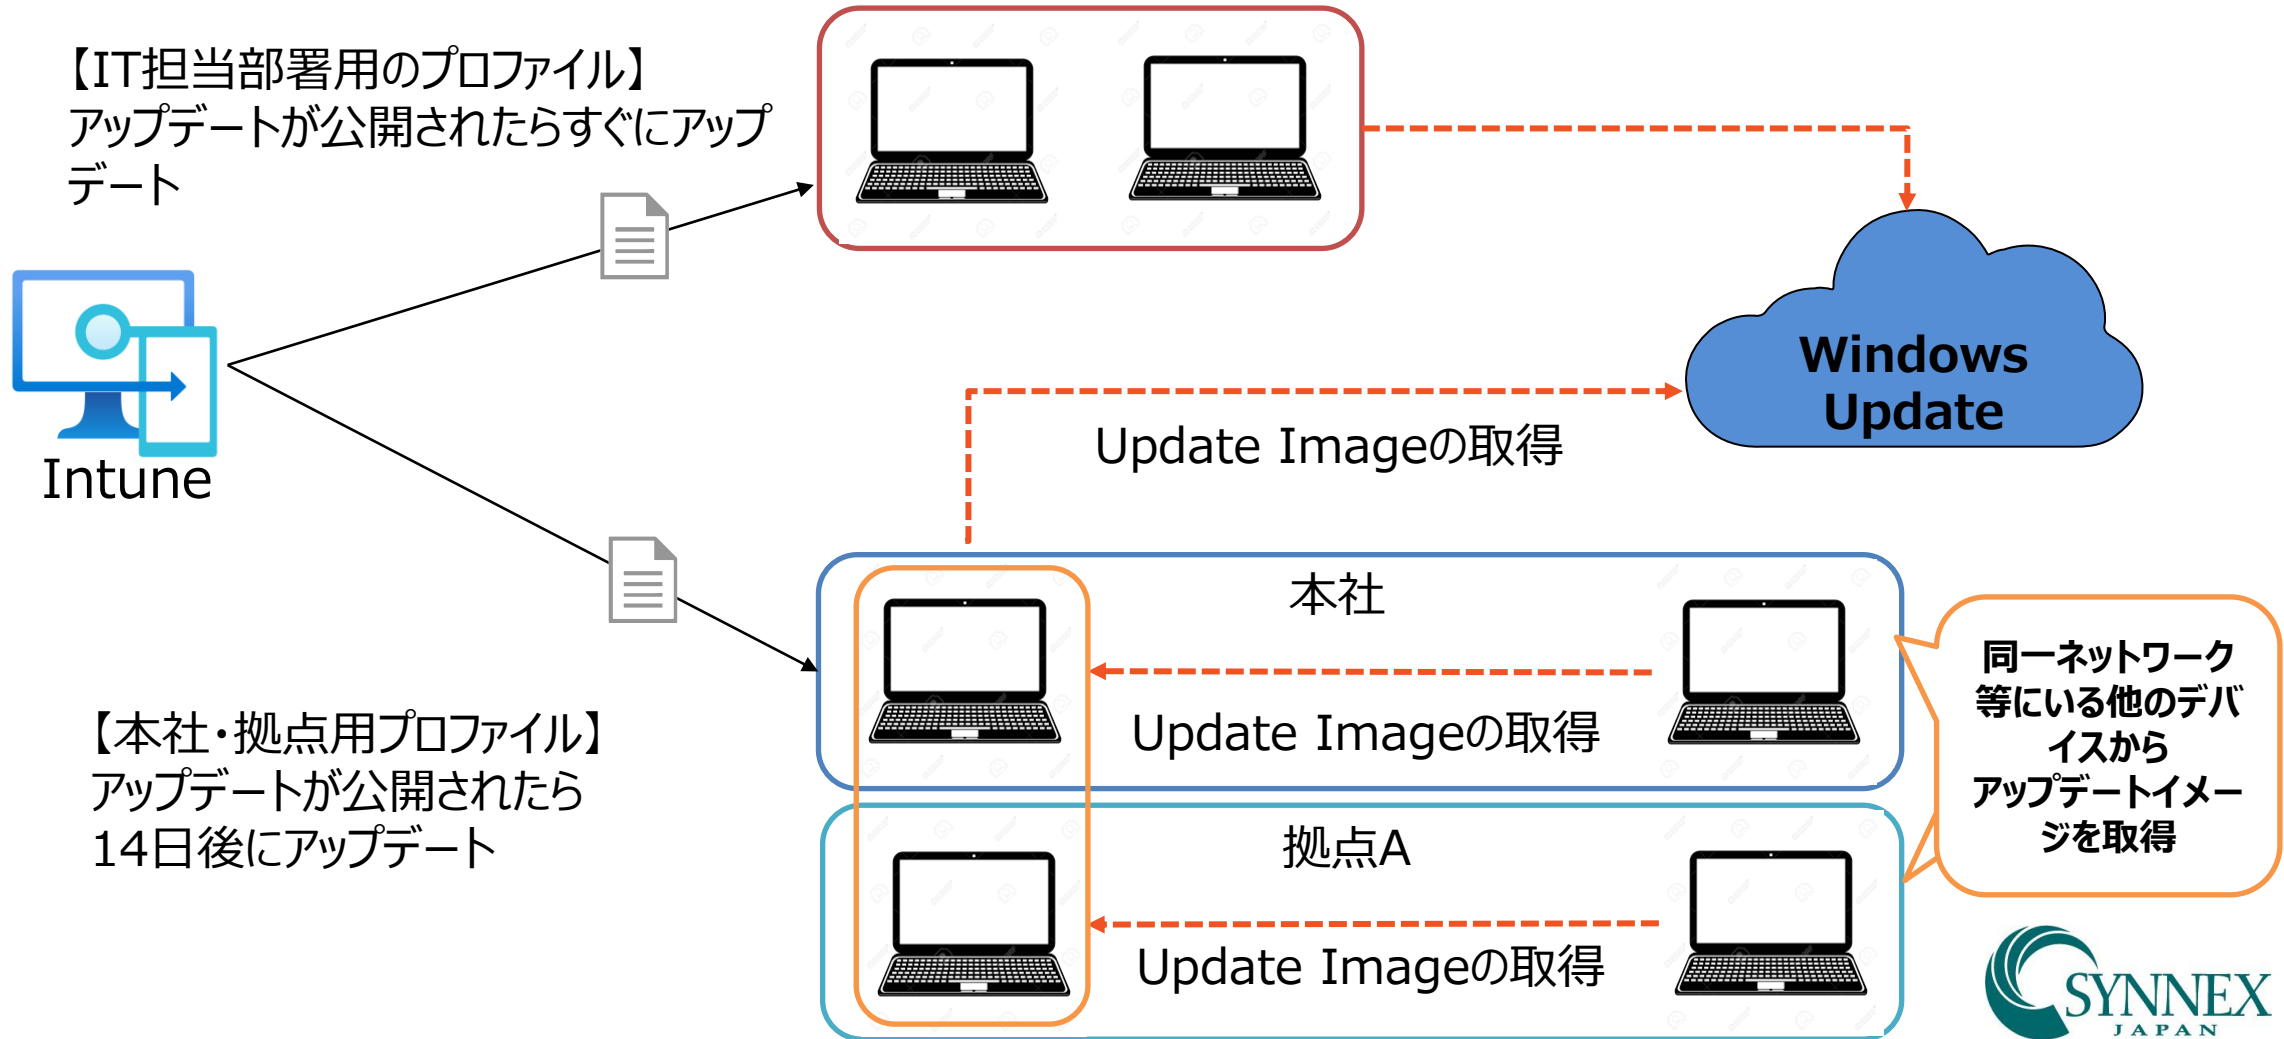 【IT担当部署用のプロファイル】
アップデートが公開されたらすぐにアップ
デート
Intune
Windows
Update
Update Imageの取得
本社
Update Imageの取得
【本社・拠点用プロファイル】
アップデートが公開されたら
14日後にアップデート
拠点A
Update Imageの取得
同一ネットワーク
等にいる他のデバ
イスから
アップデートイメー
ジを取得
SYNNEX
JAPAN